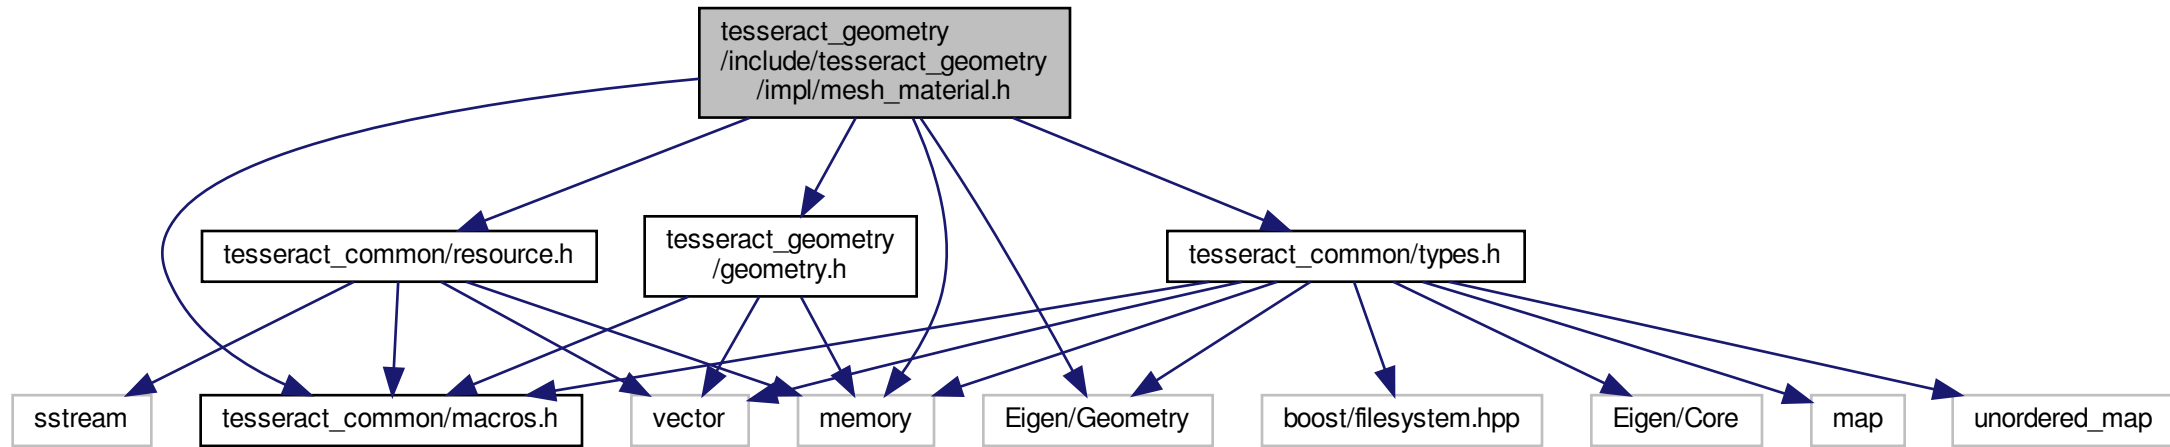 tesseract_geometry
/include/tesseract_geometry
/impl/mesh_material.h
tesseract_common/resource.h
tesseract_geometry
/geometry.h
tesseract_common/types.h
sstream
tesseract_common/macros.h
vector
memory
Eigen/Geometry
boost/filesystem.hpp
Eigen/Core
map
unordered_map